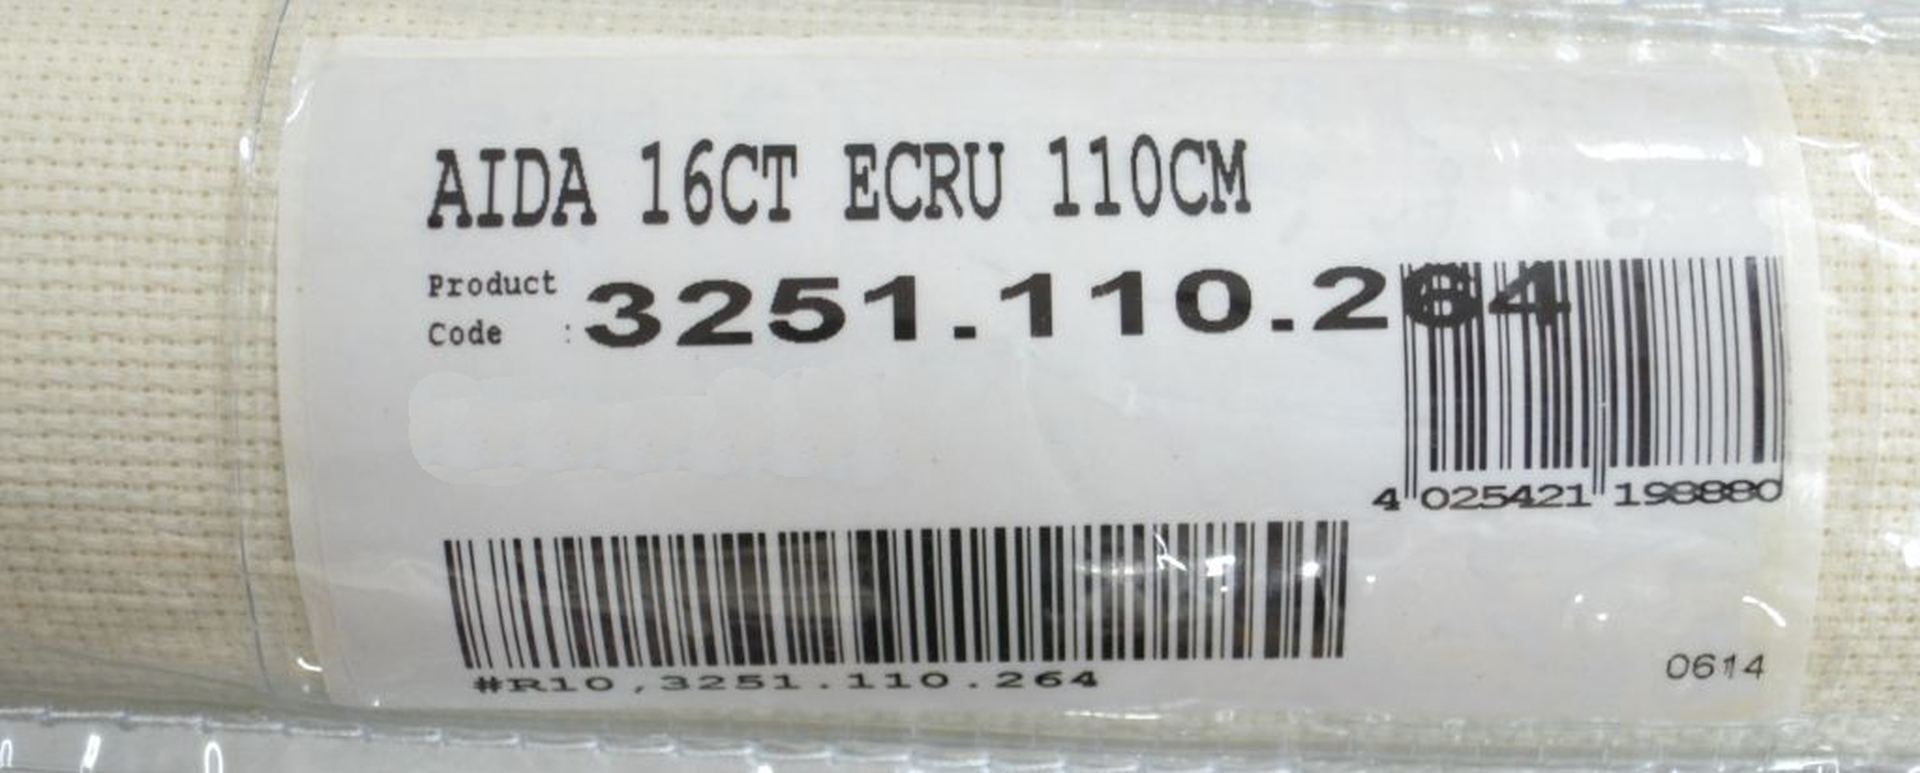 AIDA 16CT ECRU 110CM
Product
Code : 3251.110.264
4 025421 198880
#R10,3251.110.264
0614